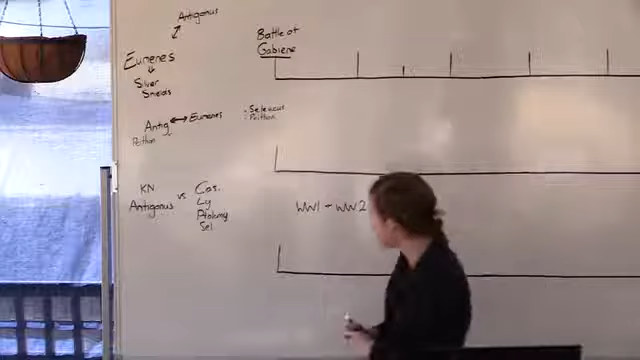 Antigonus
Eumenes
Silver
Shields
Antig Eumenes
Peithon
• Seleucus
• Peithon
KN
Antigonus vs Cas.
Ly
Ptolumy
Sel
Battle of
Gabiene
WW1 - WW2